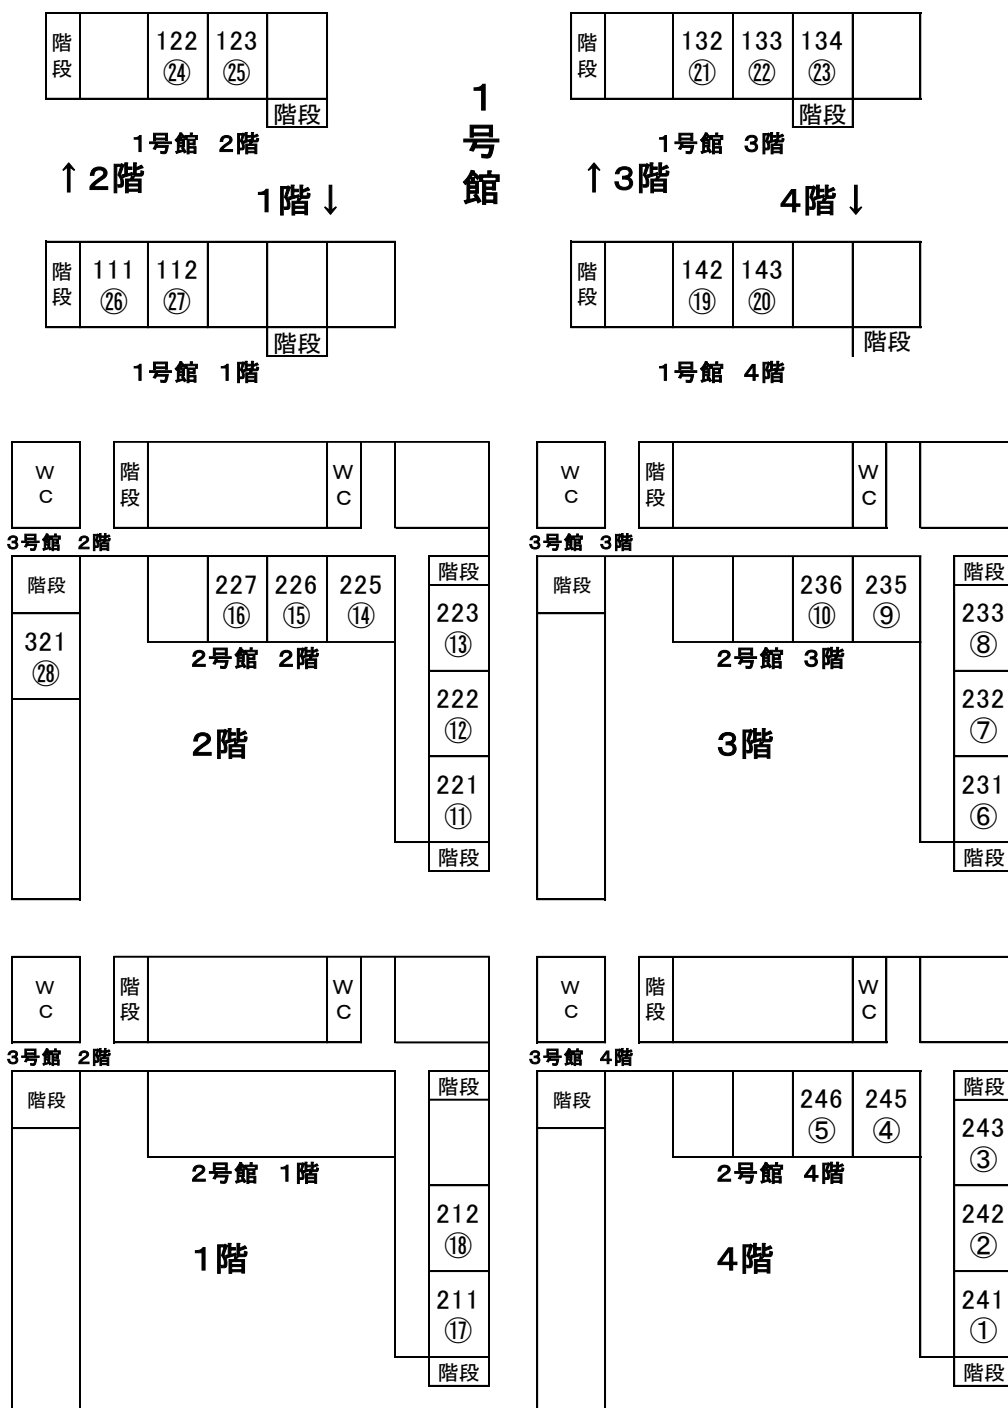 階段 122 123
㉔ ㉕
階段
1号館 2階
↑2階
1階↓
階段 111 112
㉖ ㉗
階段
1号館 1階
1号館
階段 132 133 134
㉑ ㉒ ㉓
階段
1号館 3階
↑3階
4階↓
階段 142 143
⑲ ⑳
階段
1号館 4階
WC 階段 WC
3号館 2階
階段 227 226 225 階段
⑯ ⑮ ⑭
223
⑬
321
㉘
2号館 2階
222
⑫
2階
221
⑪
階段
WC 階段 WC
3号館 3階
階段 236 235 階段
⑩ ⑨
233
⑧
2号館 3階
232
⑦
3階
231
⑥
階段
WC 階段 WC
3号館 2階
階段 階段
2号館 1階
212
⑱
1階
211
⑰
階段
WC 階段 WC
3号館 4階
階段 246 245 階段
⑤ ④
243
③
2号館 4階
242
②
4階
241
①
階段